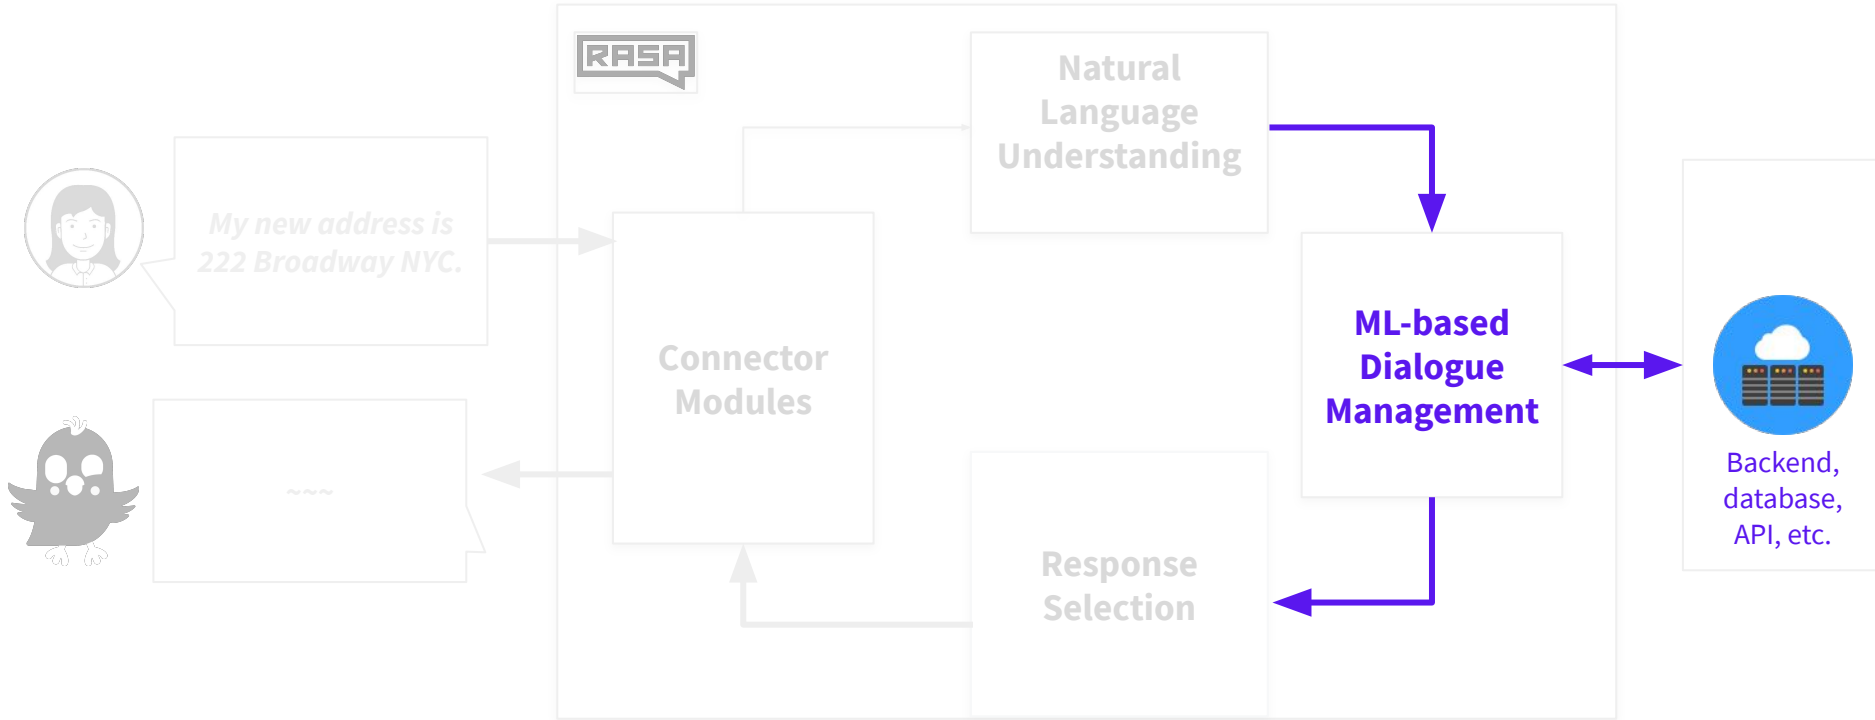 RASA
Natural
Language
Understanding
My new address is
222 Broadway NYC.
Connector
Modules
ML-based
Dialogue
Management
Backend,
database,
API, etc.
~~~
Response
Selection